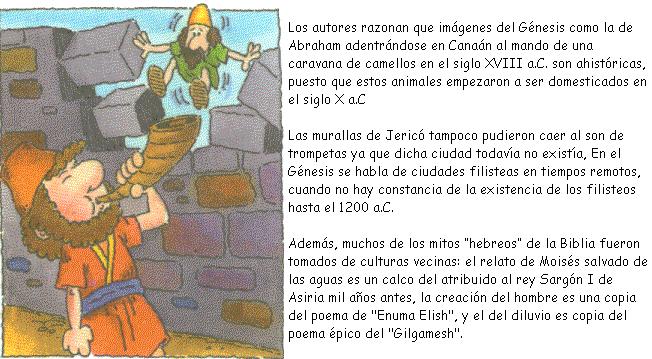 Los autores razonan que imágenes del Génesis como la de
Abraham adentrándose en Canaán al mando de una
caravana de camellos en el siglo XVIII a.C. son ahistóricas,
puesto que estos animales empezaron a ser domesticados en
el siglo X a.C
Las murallas de Jericó tampoco pudieron caer al son de
trompetas ya que dicha ciudad todavía no existía, En el
Génesis se habla de ciudades filisteas en tiempos remotos,
cuando no hay constancia de la existencia de los filisteos
hasta el 1200 a.C.
Además, muchos de los mitos "hebreos" de la Biblia fueron
tomados de culturas vecinas: el relato de Moisés salvado de
las aguas es un calco del atribuido al rey Sargón I de
Asiria mil años antes, la creación del hombre es una copia
del poema de "Enuma Elish", y el del diluvio es copia del
poema épico del "Gilgamesh".